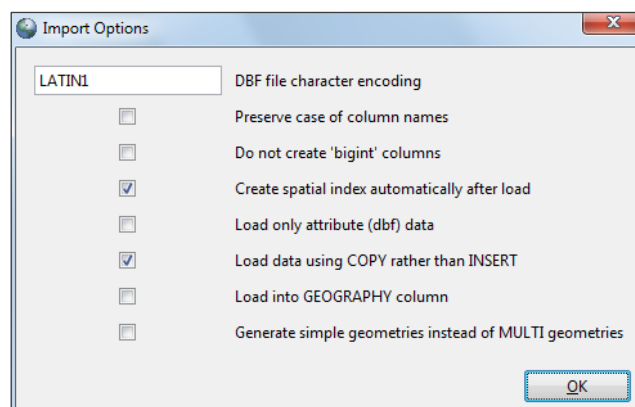 Import Options
LATIN1 DBF file character encoding
Preserve case of column names
Do not create 'bigint' columns
Create spatial index automatically after load
Load only attribute (dbf) data
Load data using COPY rather than INSERT
Load into GEOGRAPHY column
Generate simple geometries instead of MULTI geometries
OK